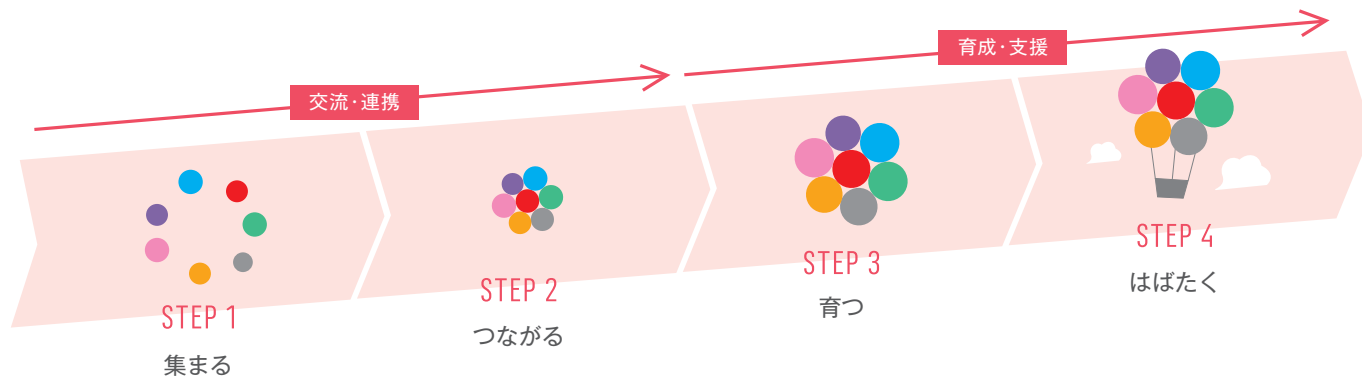 交流・連携
育成・支援
STEP 1
集まる
STEP 2
つながる
STEP 3
育つ
STEP 4
はばたく